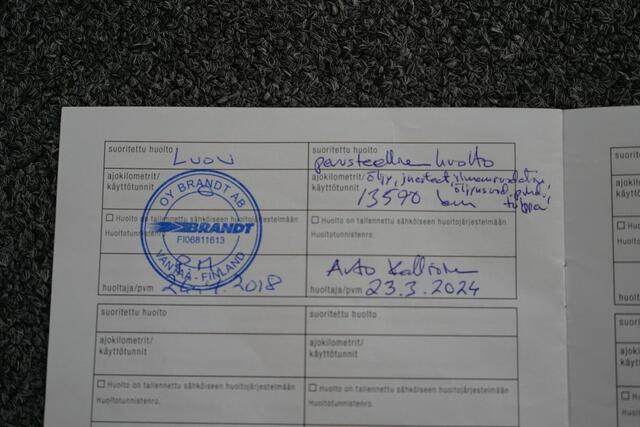 suoritettu huolto
suoritettu huolto perusteellinen huolto
ajokilometrit/
käyttötunnit
OY BRANDT AB
BRANDT
FI06811613
VANTAA - FINLAND
ajokilometrit/
käyttötunnit
öljy, nesteet,
13590 km
tulppa
Huolto on tallennettu sähköiseen huoltojärjestelmään
Huoltotunnistenro.
Huolto on tallennettu sähköiseen huoltojärjestelmään
Huoltotunnistenro.
huoltaja/pvm 2018
huoltaja/pvm 23.3.2024
suoritettu huolto
suoritettu huolto
ajokilometrit/
käyttötunnit
ajokilometrit/
käyttötunnit
Huolto on tallennettu sähköiseen huoltojärjestelmään
Huoltotunnistenro.
Huolto on tallennettu sähköiseen huoltojärjestelmään
Huoltotunnistenro.